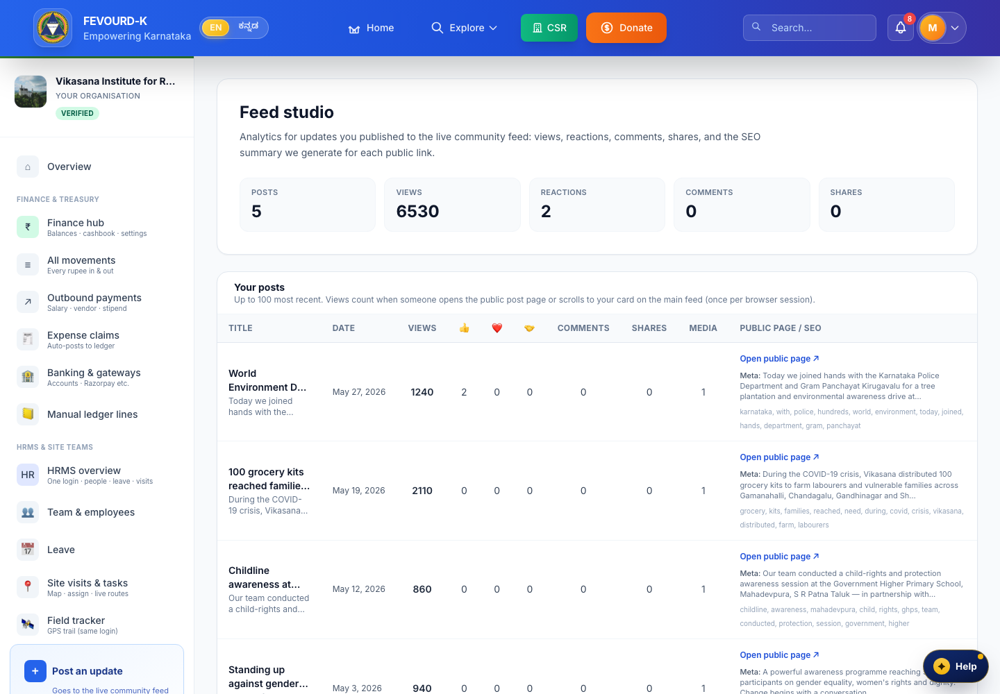 FEVOURD-K
Empowering Karnataka
EN
ಕನ್ನಡ
Home
Explore
CSR
Donate
Search...
8
M
Vikasana Institute for R...
YOUR ORGANISATION
VERIFIED
Overview
FINANCE & TREASURY
₹
Finance hub
Balances · cashbook · settings
All movements
Every rupee in & out
Outbound payments
Salary · vendor · stipend
Expense claims
Auto-posts to ledger
Banking & gateways
Accounts · Razorpay etc.
Manual ledger lines
HRMS & SITE TEAMS
HR
HRMS overview
One login · people · leave · visits
Team & employees
Leave
Site visits & tasks
Map · assign · live routes
Field tracker
GPS trail (same login)
+
Post an update
Goes to the live community feed
Feed studio
Analytics for updates you published to the live community feed: views, reactions, comments, shares, and the SEO
summary we generate for each public link.
POSTS
5
VIEWS
6530
REACTIONS
2
COMMENTS
0
SHARES
0
Your posts
Up to 100 most recent. Views count when someone opens the public post page or scrolls to your card on the main feed (once per browser session).
TITLE DATE VIEWS 👍 ❤️ 🤝 COMMENTS SHARES MEDIA PUBLIC PAGE / SEO
World
Environment D...
Today we joined
hands with the...
May 27, 2026 1240 2 0 0 0 0 1
Open public page ↗
Meta: Today we joined hands with the Karnataka Police
Department and Gram Panchayat Kirugavalu for a tree
plantation and environmental awareness drive at...
karnataka, with, police, hundreds, world, environment, today, joined,
hands, department, gram, panchayat
100 grocery kits
reached familie...
During the COVID-
19 crisis, Vikasana...
May 19, 2026 2110 0 0 0 0 0 1
Open public page ↗
Meta: During the COVID-19 crisis, Vikasana distributed 100
grocery kits to farm labourers and vulnerable families across
Gamanahalli, Chandagalu, Gandhinagar and Sh...
grocery, kits, families, reached, need, during, covid, crisis, vikasana,
distributed, farm, labourers
Childline
awareness at...
Our team conducted
a child-rights and...
May 12, 2026 860 0 0 0 0 0 1
Open public page ↗
Meta: Our team conducted a child-rights and protection
awareness session at the Government Higher Primary School,
Mahadevpura, S R Patna Taluk — in partnership with...
childline, awareness, mahadevpura, child, rights, ghps, team,
conducted, protection, session, government, higher
Standing up
against gender...
May 3, 2026 940 0 0 0 0 0 1
Open public page ↗
Meta: A powerful awareness programme reaching
participants on gender equality, women's rights and dignity.
Change begins with a conversation
Help